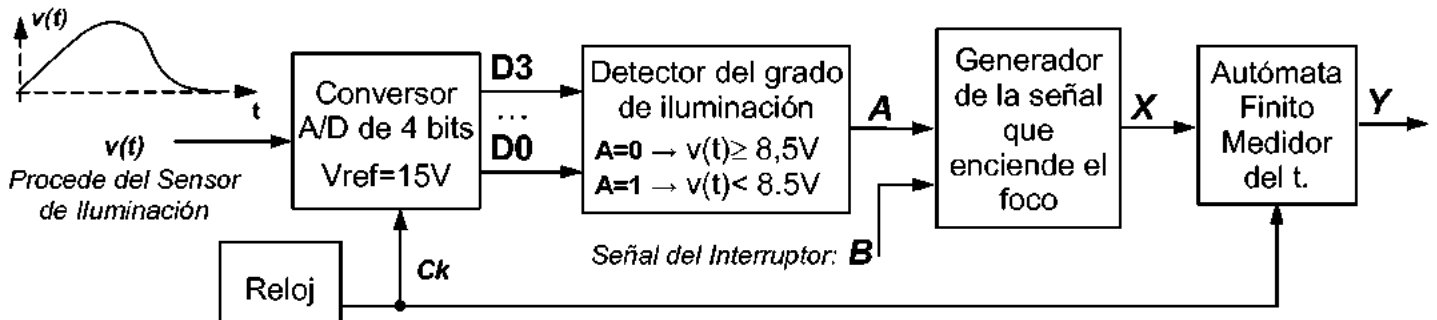 v(t)
t
v(t)
Procede del Sensor
de Iluminación
Conversor
A/D de 4 bits
Vref=15V
D3
...
D0
Detector del grado
de iluminación
A=0 → v(t)≥ 8,5V
A=1 → v(t)< 8.5V
A
Señal del Interruptor: B
Generador
de la señal
que
enciende el
foco
X
Autómata
Finito
Medidor
del t.
Y
Reloj
Ck